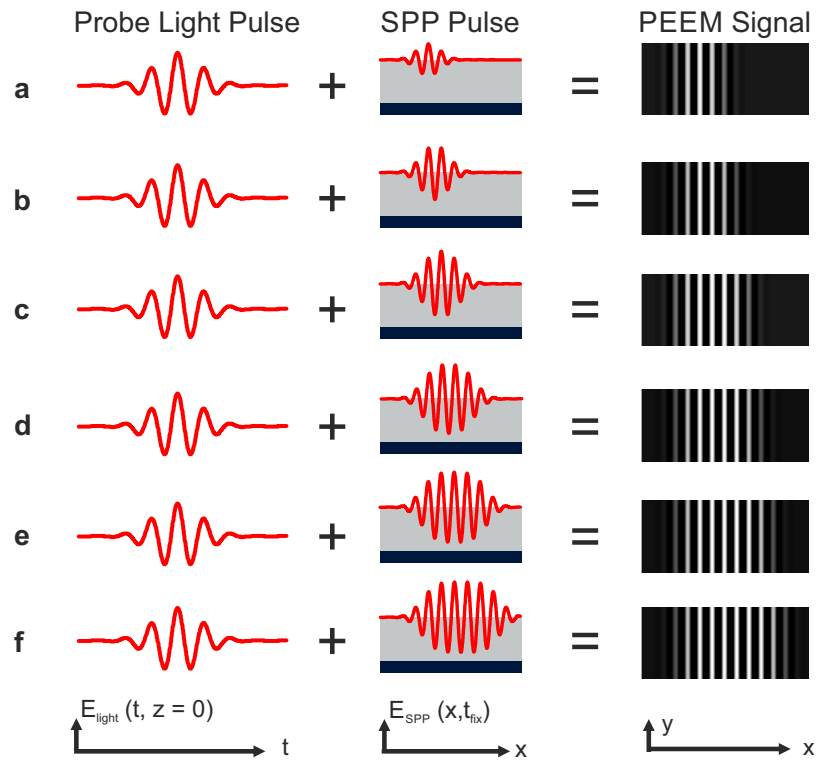 Probe Light Pulse SPP Pulse PEEM Signal
a + =
b + =
c + =
d + =
e + =
f + =
E_light (t, z = 0) E_SPP (x,t_fix) y
t x x